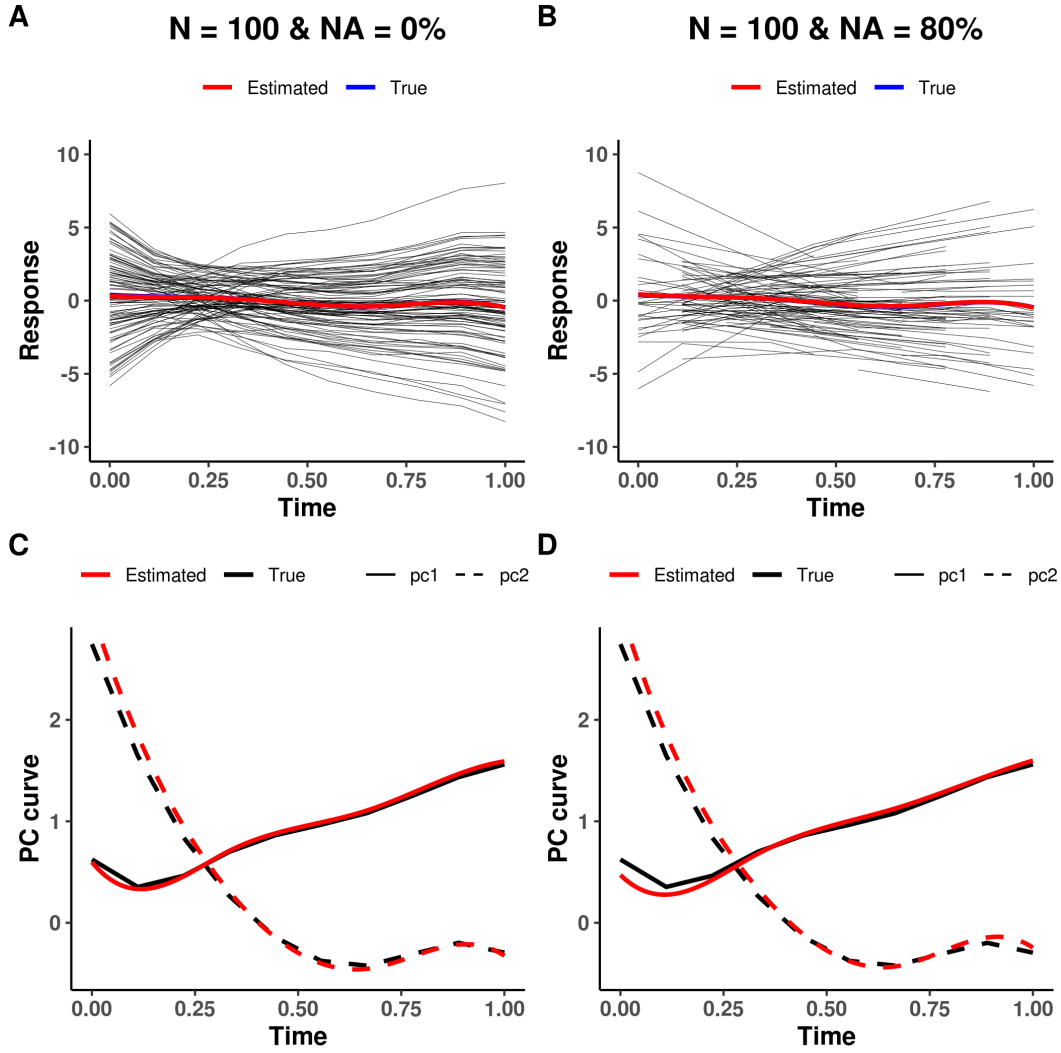 A
N = 100 & NA = 0%
Estimated True
10
5
0
-5
-10
Response
0.00 0.25 0.50 0.75 1.00
Time
B
N = 100 & NA = 80%
Estimated True
10
5
0
-5
-10
Response
0.00 0.25 0.50 0.75 1.00
Time
C
Estimated True pc1 pc2
2
1
0
PC curve
0.00 0.25 0.50 0.75 1.00
Time
D
Estimated True pc1 pc2
2
1
0
PC curve
0.00 0.25 0.50 0.75 1.00
Time